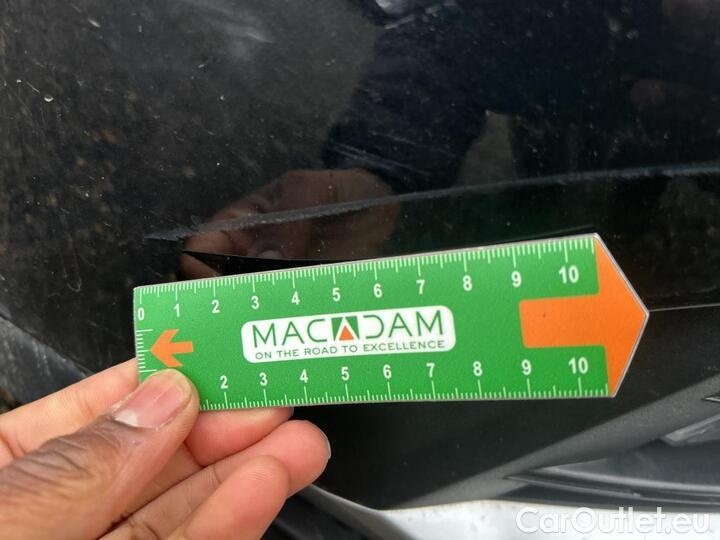 0 1 2 3 4 5 6 7 8 9 10
MACADAM
ON THE ROAD TO EXCELLENCE
2 3 4 5 6 7 8 9 10
CarOutlet.eu